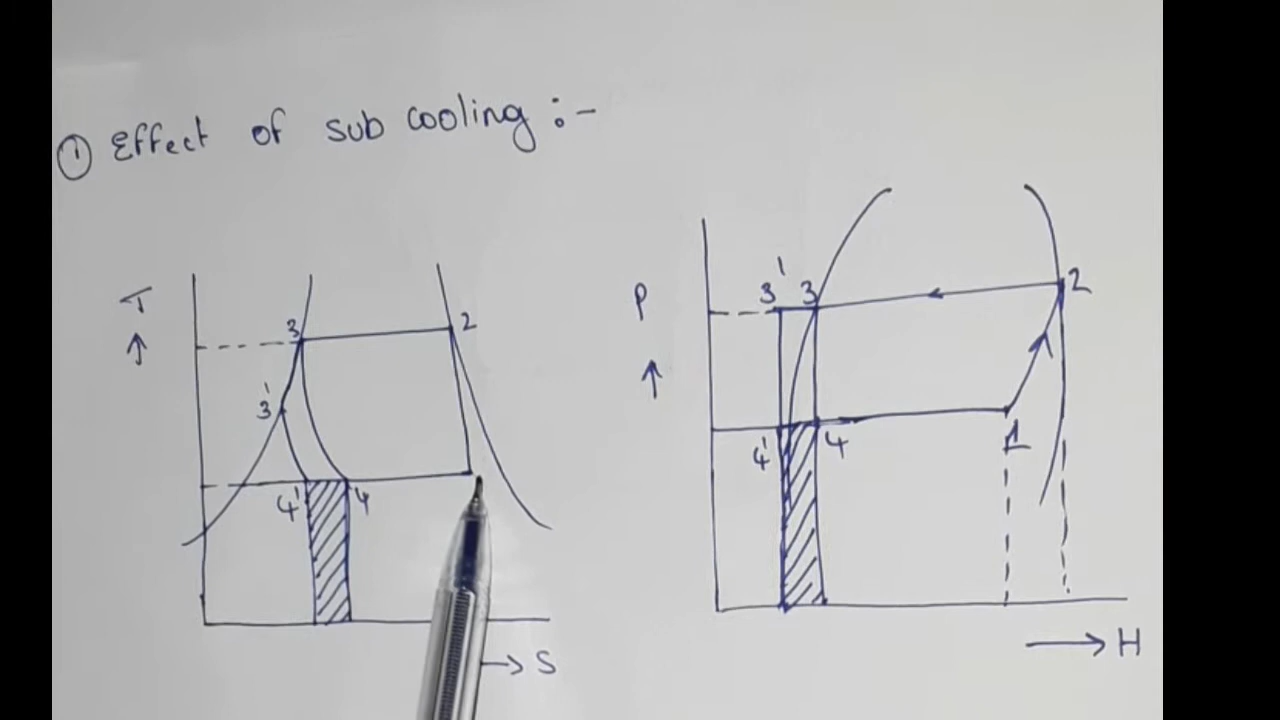 ① Effect of sub cooling :-
T
↑
3
2
3'
4'
4
→ S
P
↑
3'
3
2
4'
4
1
→ H